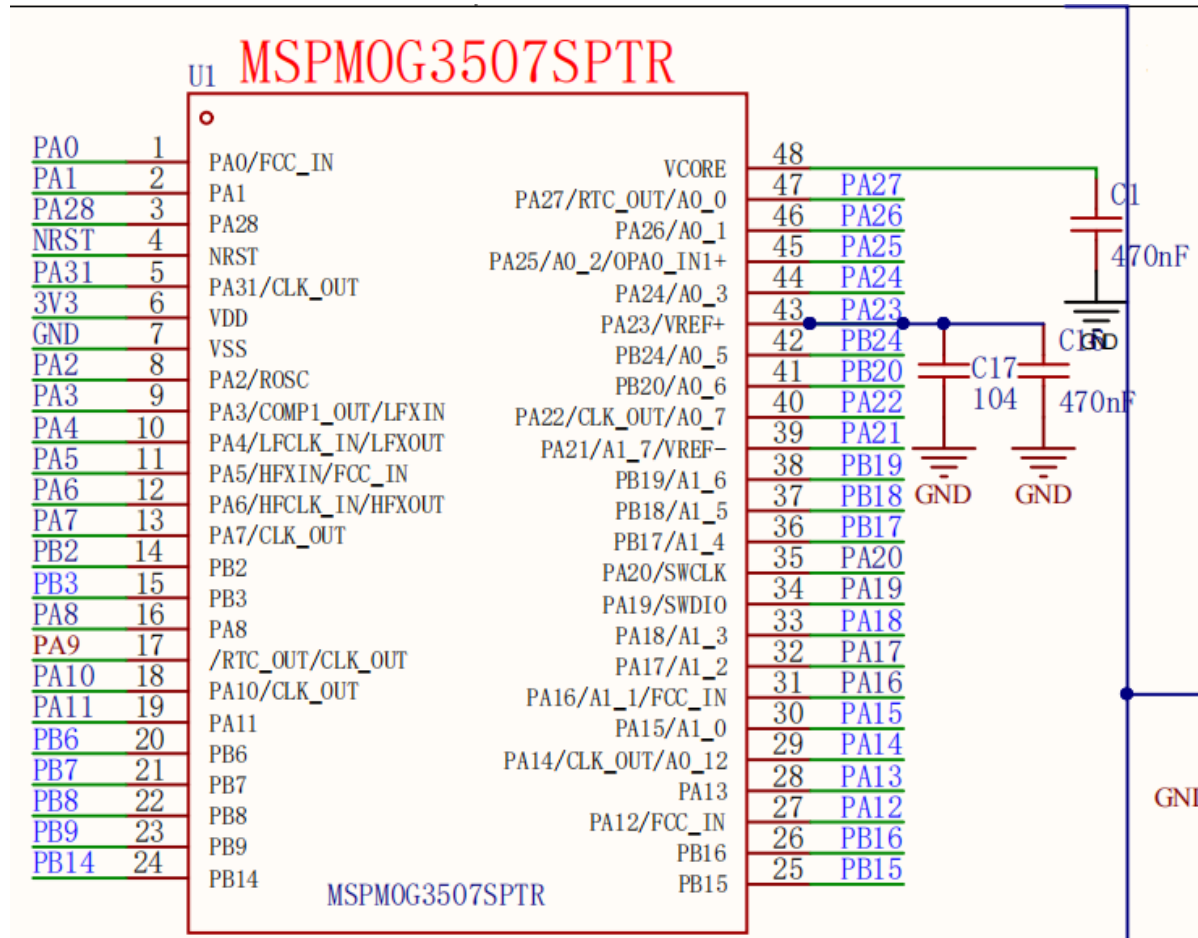 MSPM0G3507SPTR
U1
PA0 1 PA0/FCC_IN
PA1 2 PA1
PA28 3 PA28
NRST 4 NRST
PA31 5 PA31/CLK_OUT
3V3 6 VDD
GND 7 VSS
PA2 8 PA2/ROSC
PA3 9 PA3/COMP1_OUT/LFXIN
PA4 10 PA4/LFCLK_IN/LFXOUT
PA5 11 PA5/HFXIN/FCC_IN
PA6 12 PA6/HFCLK_IN/HFXOUT
PA7 13 PA7/CLK_OUT
PB2 14 PB2
PB3 15 PB3
PA8 16 PA8
PA9 17 /RTC_OUT/CLK_OUT
PA10 18 PA10/CLK_OUT
PA11 19 PA11
PB6 20 PB6
PB7 21 PB7
PB8 22 PB8
PB9 23 PB9
PB14 24 PB14
VCORE 48
PA27/RTC_OUT/A0_0 47 PA27
PA26/A0_1 46 PA26
PA25/A0_2/OPA0_IN1+ 45 PA25
PA24/A0_3 44 PA24
PA23/VREF+ 43 PA23
PB24/A0_5 42 PB24
PB20/A0_6 41 PB20
PA22/CLK_OUT/A0_7 40 PA22
PA21/A1_7/VREF- 39 PA21
PB19/A1_6 38 PB19
PB18/A1_5 37 PB18
PB17/A1_4 36 PB17
PA20/SWCLK 35 PA20
PA19/SWDIO 34 PA19
PA18/A1_3 33 PA18
PA17/A1_2 32 PA17
PA16/A1_1/FCC_IN 31 PA16
PA15/A1_0 30 PA15
PA14/CLK_OUT/A0_12 29 PA14
PA13 28 PA13
PA12/FCC_IN 27 PA12
PB16 26 PB16
PB15 25 PB15
MSPM0G3507SPTR
C1
470nF
GND
C17
104
470nF
GND
GND